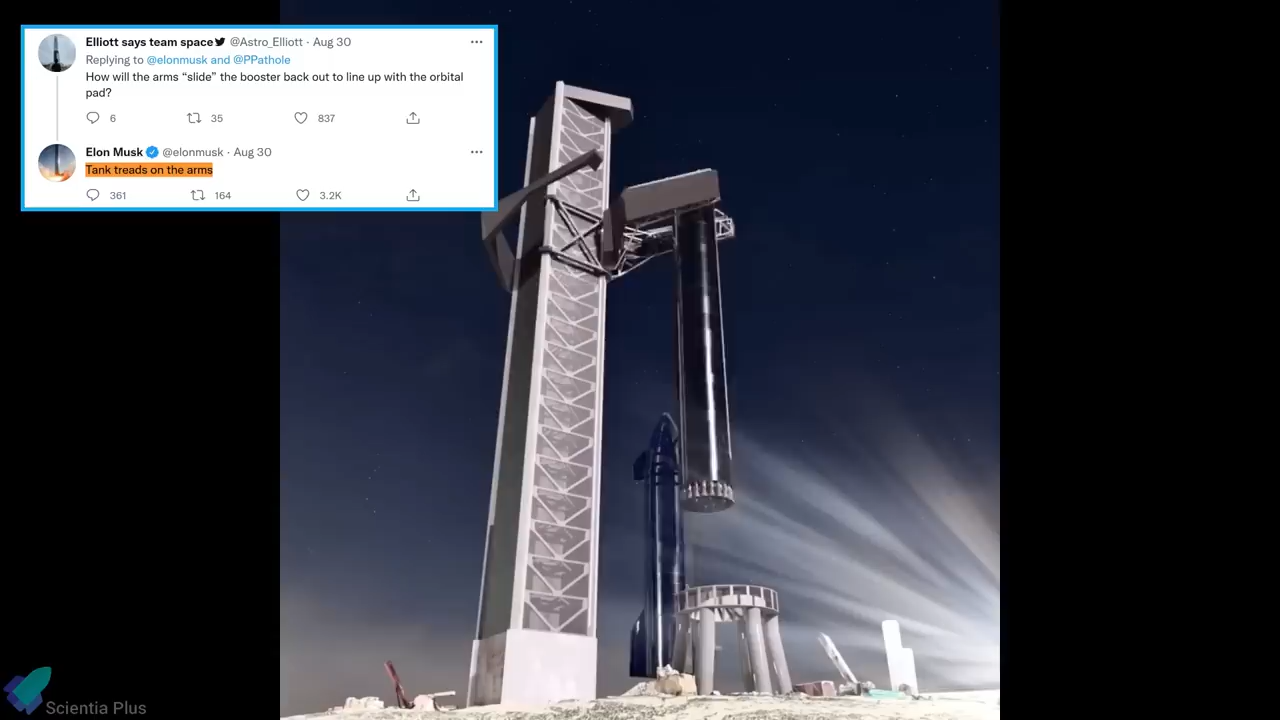 Elliott says team space @Astro_Elliott · Aug 30
Replying to @elonmusk and @PPathole
How will the arms “slide” the booster back out to line up with the orbital
pad?
6 35 837
Elon Musk @elonmusk · Aug 30
Tank treads on the arms
361 164 3.2K
Scientia Plus